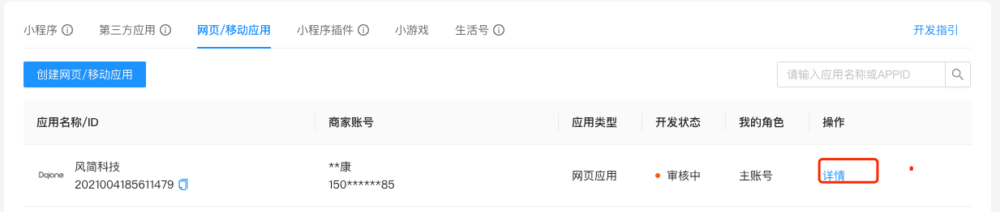 小程序 第三方应用 网页/移动应用 小程序插件 小游戏 生活号 开发指引
创建网页/移动应用 请输入应用名称或APPID
应用名称/ID 商家账号 应用类型 开发状态 我的角色 操作
Dajane 风简科技 **康
2021004185611479 150******85 网页应用 审核中 主账号 详情